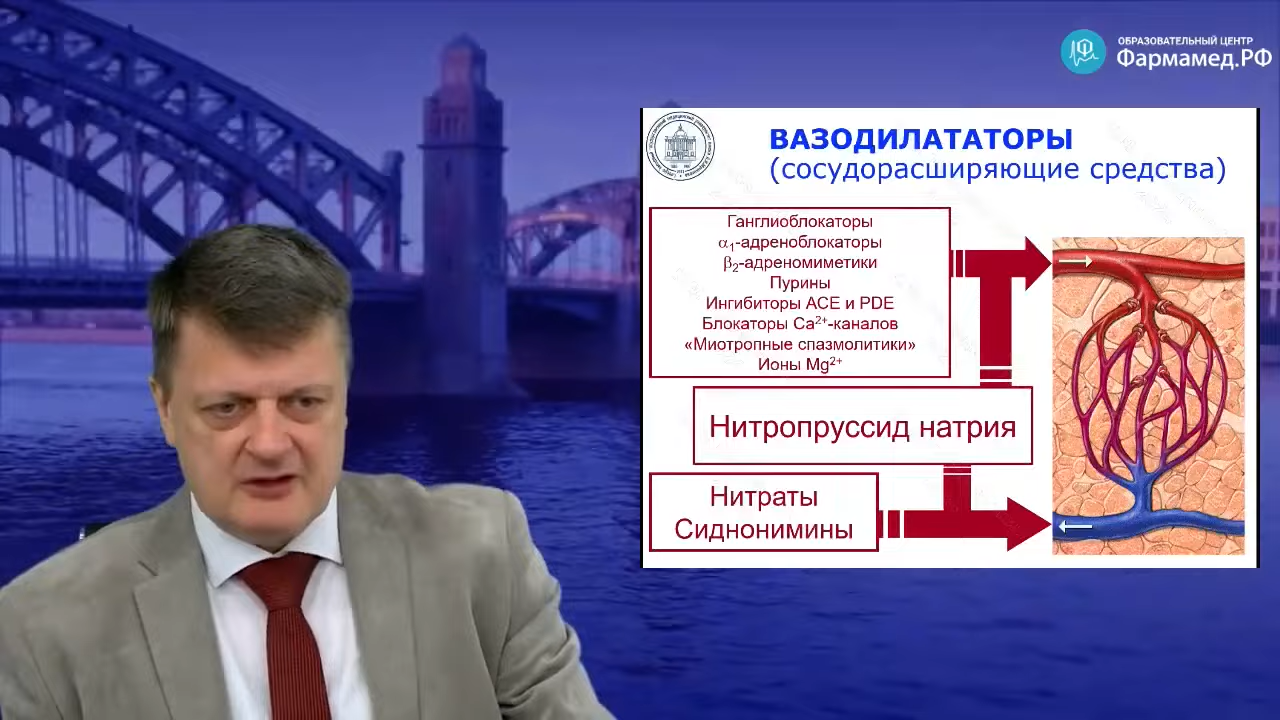 ОБРАЗОВАТЕЛЬНЫЙ ЦЕНТР
Фармамед.РФ
ВАЗОДИЛАТАТОРЫ
(сосудорасширяющие средства)
Ганглиоблокаторы
α₁-адреноблокаторы
β₂-адреномиметики
Пурины
Ингибиторы ACE и PDE
Блокаторы Ca²⁺-каналов
«Миотропные спазмолитики»
Ионы Mg²⁺
Нитропруссид натрия
Нитраты
Сиднонимины